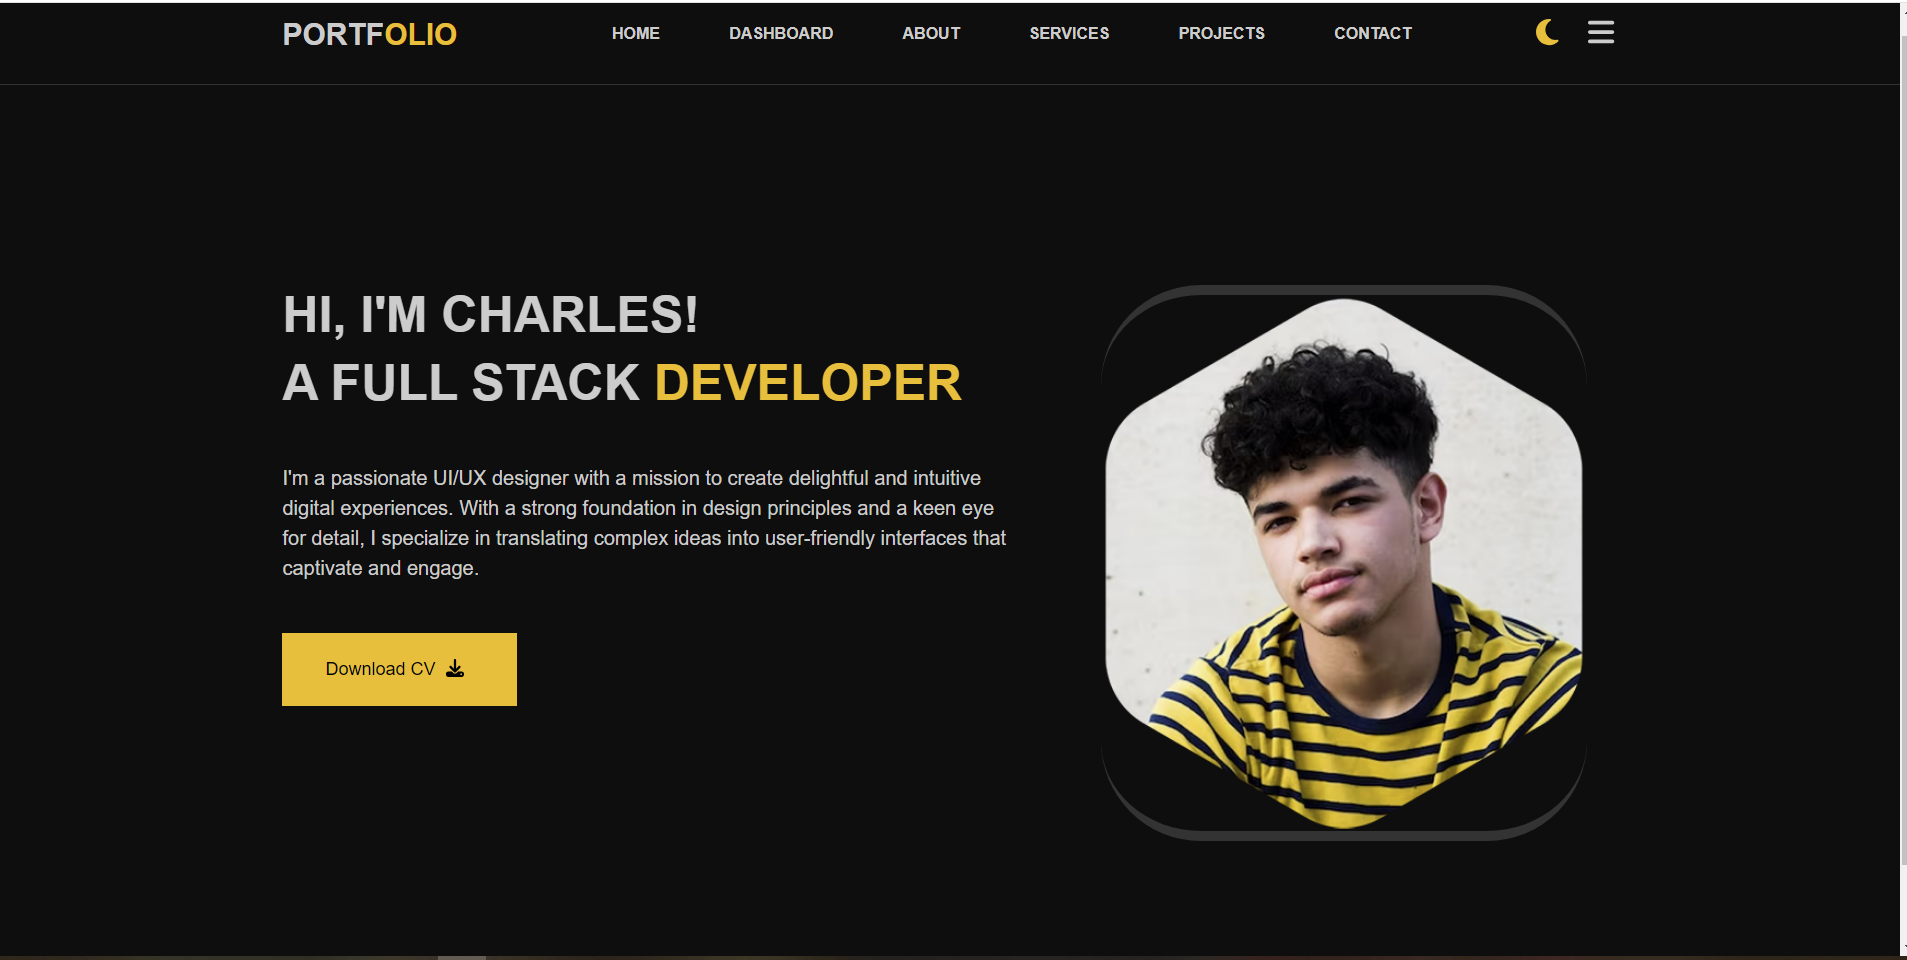 PORTFOLIO
HOME DASHBOARD ABOUT SERVICES PROJECTS CONTACT
HI, I'M CHARLES!
A FULL STACK DEVELOPER
I'm a passionate UI/UX designer with a mission to create delightful and intuitive
digital experiences. With a strong foundation in design principles and a keen eye
for detail, I specialize in translating complex ideas into user-friendly interfaces that
captivate and engage.
Download CV